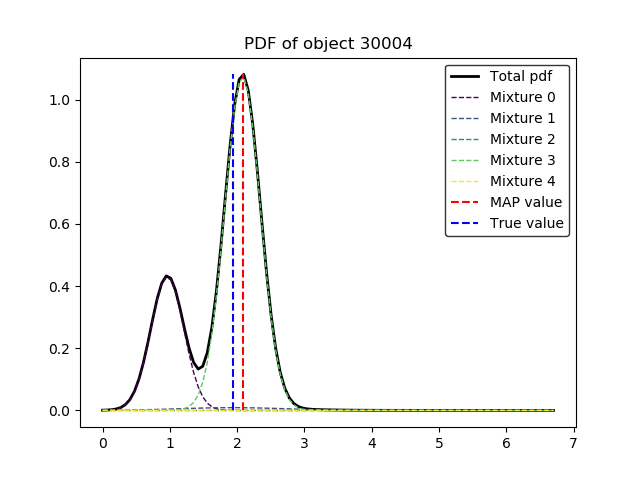 PDF of object 30004
Total pdf
Mixture 0
Mixture 1
Mixture 2
Mixture 3
Mixture 4
MAP value
True value
1.0
0.8
0.6
0.4
0.2
0.0
0 1 2 3 4 5 6 7